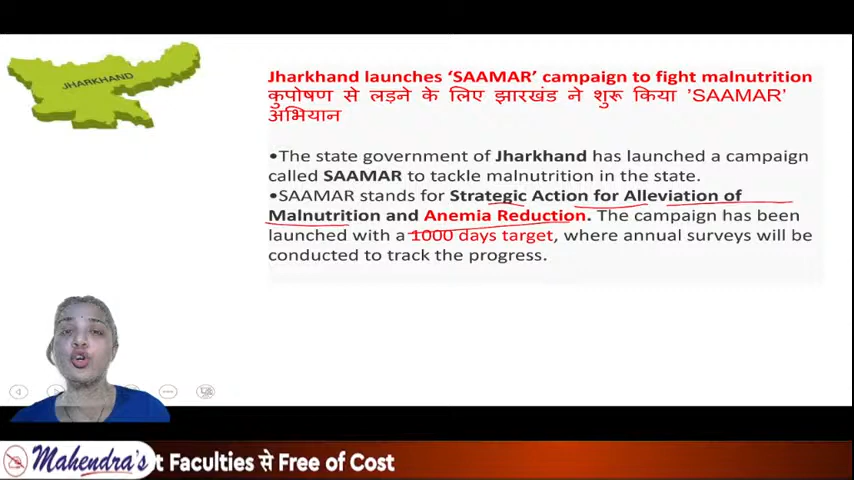 JHARKHAND
Jharkhand launches ‘SAAMAR’ campaign to fight malnutrition
कुपोषण से लड़ने के लिए झारखंड ने शुरू किया ’SAAMAR’
अभियान
•The state government of Jharkhand has launched a campaign
called SAAMAR to tackle malnutrition in the state.
•SAAMAR stands for Strategic Action for Alleviation of
Malnutrition and Anemia Reduction. The campaign has been
launched with a 1000 days target, where annual surveys will be
conducted to track the progress.
Mahendra's t Faculties से Free of Cost